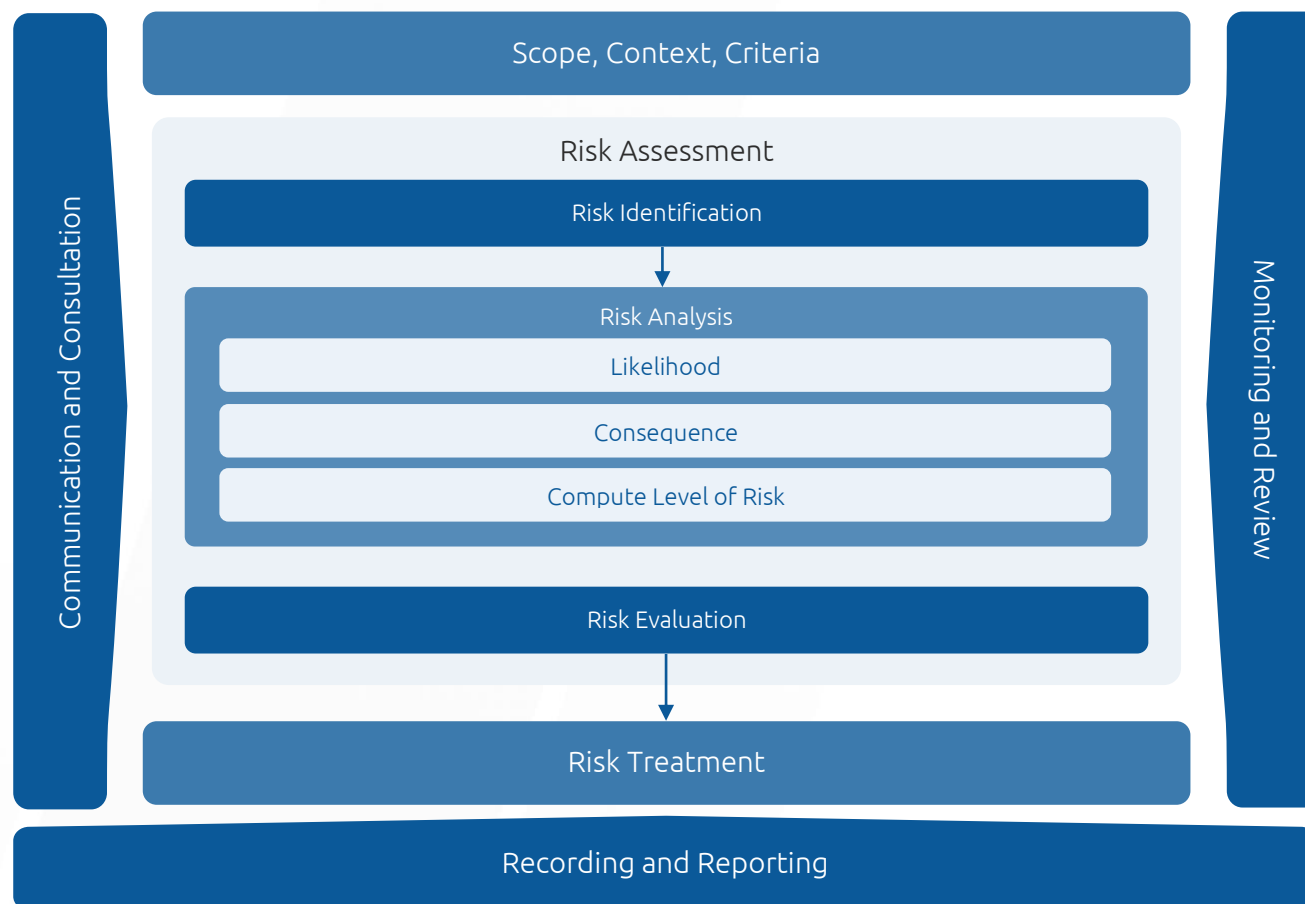 Scope, Context, Criteria
Communication and Consultation
Risk Assessment
Risk Identification
Risk Analysis
Likelihood
Consequence
Compute Level of Risk
Risk Evaluation
Monitoring and Review
Risk Treatment
Recording and Reporting